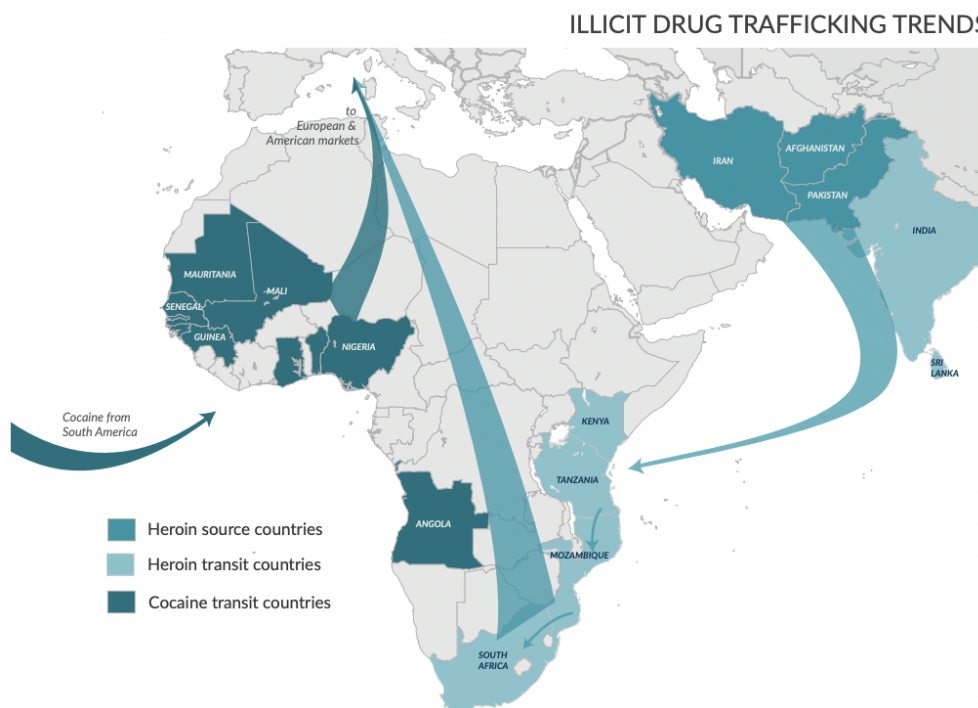 ILLICIT DRUG TRAFFICKING TRENDS
to
European &
American markets
IRAN
AFGHANISTAN
PAKISTAN
INDIA
MAURITANIA
MALI
SENEGAL
GUINEA
NIGERIA
SRI
LANKA
Cocaine from
South America
KENYA
TANZANIA
ANGOLA
MOZAMBIQUE
SOUTH
AFRICA
Heroin source countries
Heroin transit countries
Cocaine transit countries